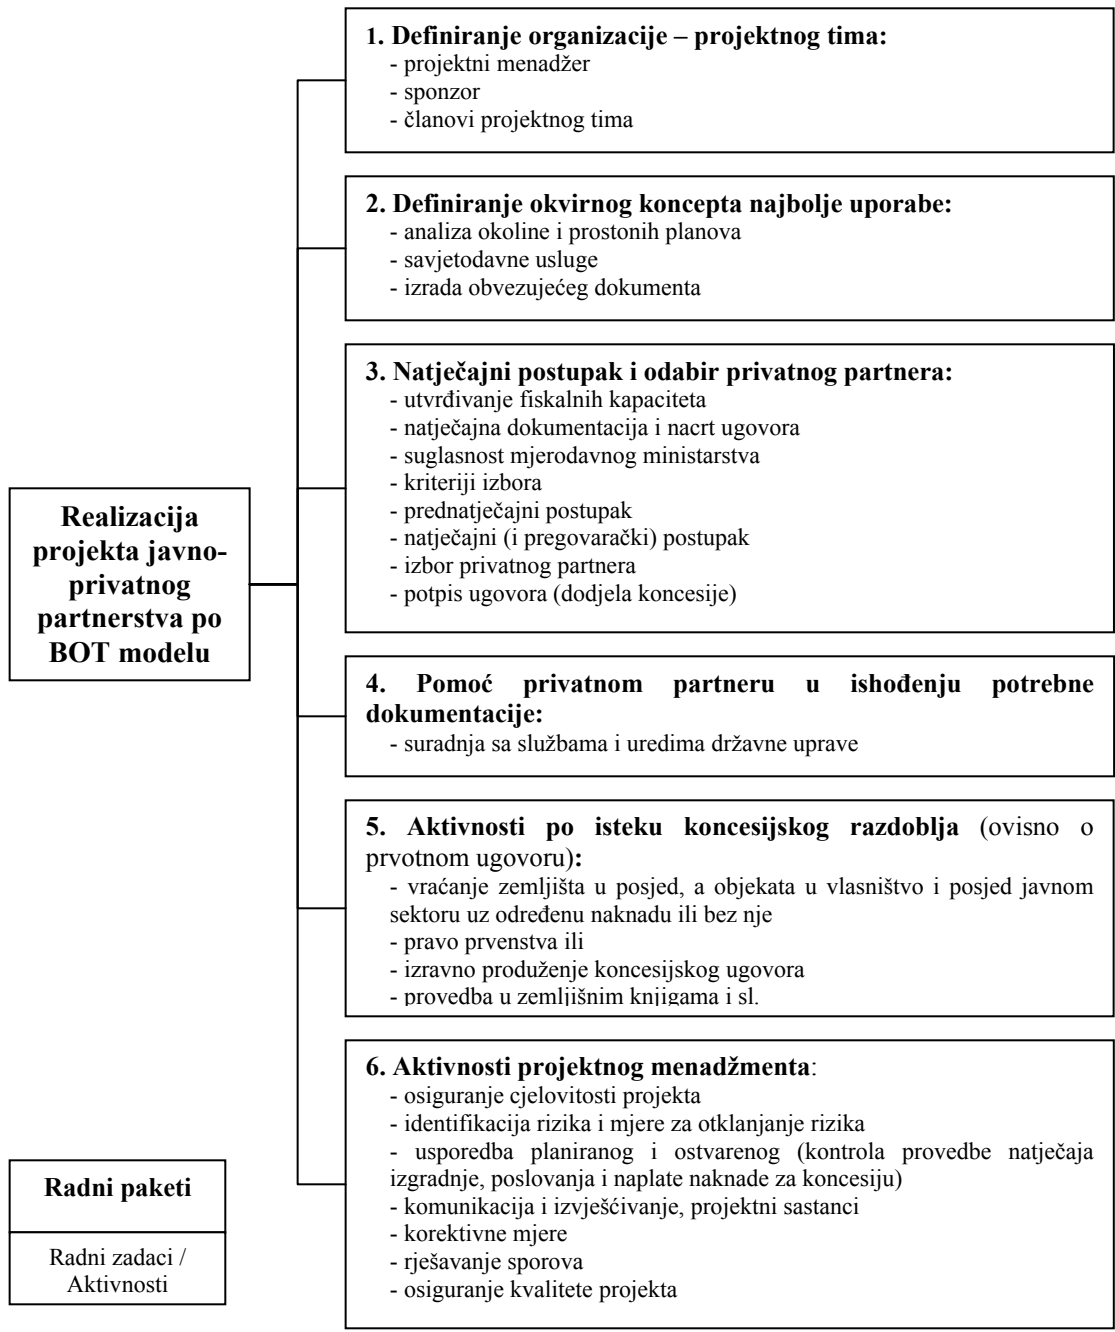 1. Definiranje organizacije – projektnog tima:
- projektni menadžer
- sponzor
- članovi projektnog tima
2. Definiranje okvirnog koncepta najbolje uporabe:
- analiza okoline i prostonih planova
- savjetodavne usluge
- izrada obvezujećeg dokumenta
3. Natječajni postupak i odabir privatnog partnera:
- utvrđivanje fiskalnih kapaciteta
- natječajna dokumentacija i nacrt ugovora
- suglasnost mjerodavnog ministarstva
- kriteriji izbora
- prednatječajni postupak
- natječajni (i pregovarački) postupak
- izbor privatnog partnera
- potpis ugovora (dodjela koncesije)
Realizacija
projekta javno-
privatnog
partnerstva po
BOT modelu
4. Pomoć privatnom partneru u ishođenju potrebne
dokumentacije:
- suradnja sa službama i uredima državne uprave
5. Aktivnosti po isteku koncesijskog razdoblja (ovisno o
prvotnom ugovoru):
- vraćanje zemljišta u posjed, a objekata u vlasništvo i posjed javnom
sektoru uz određenu naknadu ili bez nje
- pravo prvenstva ili
- izravno produženje koncesijskog ugovora
- provedba u zemljišnim knjigama i sl.
6. Aktivnosti projektnog menadžmenta:
- osiguranje cjelovitosti projekta
- identifikacija rizika i mjere za otklanjanje rizika
- usporedba planiranog i ostvarenog (kontrola provedbe natječaja
izgradnje, poslovanja i naplate naknade za koncesiju)
- komunikacija i izvješćivanje, projektni sastanci
- korektivne mjere
- rješavanje sporova
- osiguranje kvalitete projekta
Radni paketi
Radni zadaci /
Aktivnosti